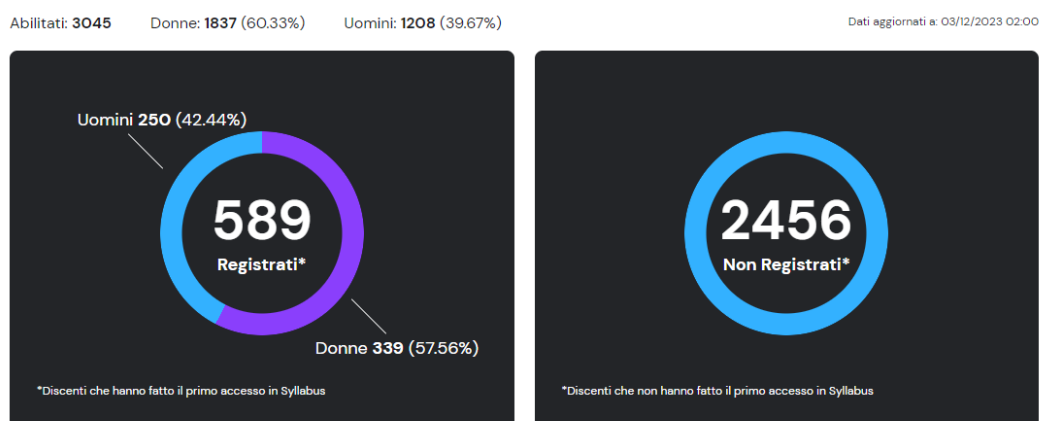 Abilitati: 3045 Donne: 1837 (60.33%) Uomini: 1208 (39.67%) Dati aggiornati a: 03/12/2023 02:00
Uomini 250 (42.44%)
589
Registrati*
Donne 339 (57.56%)
*Discenti che hanno fatto il primo accesso in Syllabus
2456
Non Registrati*
*Discenti che non hanno fatto il primo accesso in Syllabus